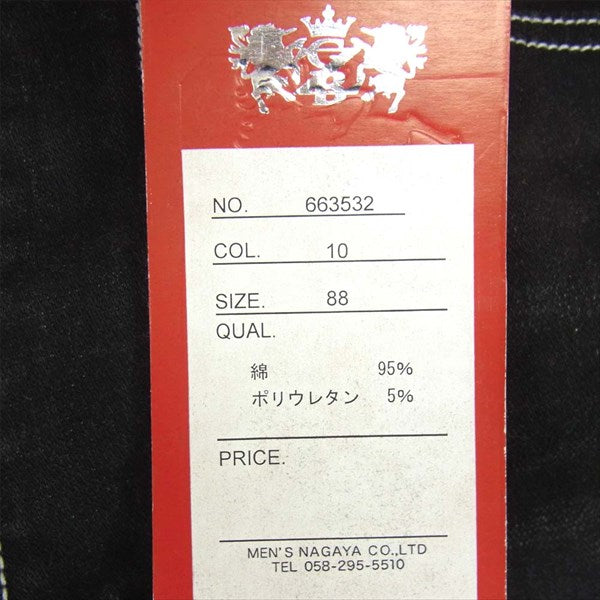 NO. 663532
COL. 10
SIZE. 88
QUAL.
綿 95%
ポリウレタン 5%
PRICE.
MEN'S NAGAYA CO.,LTD
TEL 058-295-5510